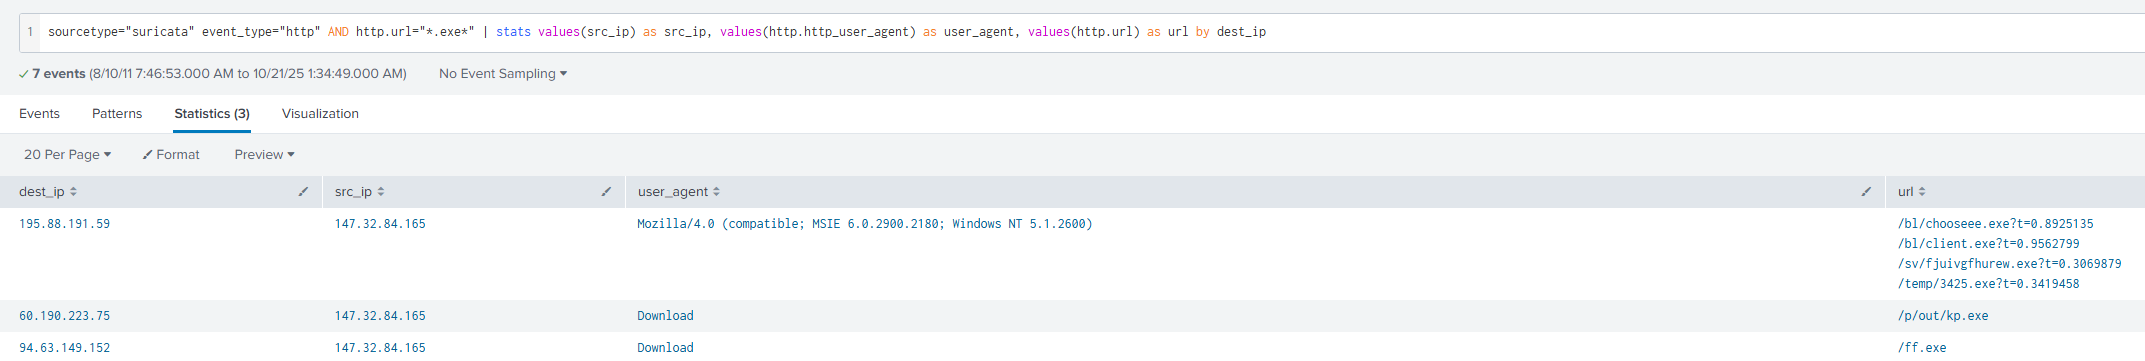 1 sourcetype="suricata" event_type="http" AND http.url="*.exe*" | stats values(src_ip) as src_ip, values(http.http_user_agent) as user_agent, values(http.url) as url by dest_ip
7 events (8/10/11 7:46:53.000 AM to 10/21/25 1:34:49.000 AM) No Event Sampling
Events Patterns Statistics (3) Visualization
20 Per Page Format Preview
dest_ip src_ip user_agent url
195.88.191.59 147.32.84.165 Mozilla/4.0 (compatible; MSIE 6.0.2900.2180; Windows NT 5.1.2600) /bl/chooseee.exe?t=0.8925135
/bl/client.exe?t=0.9562799
/sv/fjuivgfhurew.exe?t=0.3069879
/temp/3425.exe?t=0.3419458
60.190.223.75 147.32.84.165 Download /p/out/kp.exe
94.63.149.152 147.32.84.165 Download /ff.exe